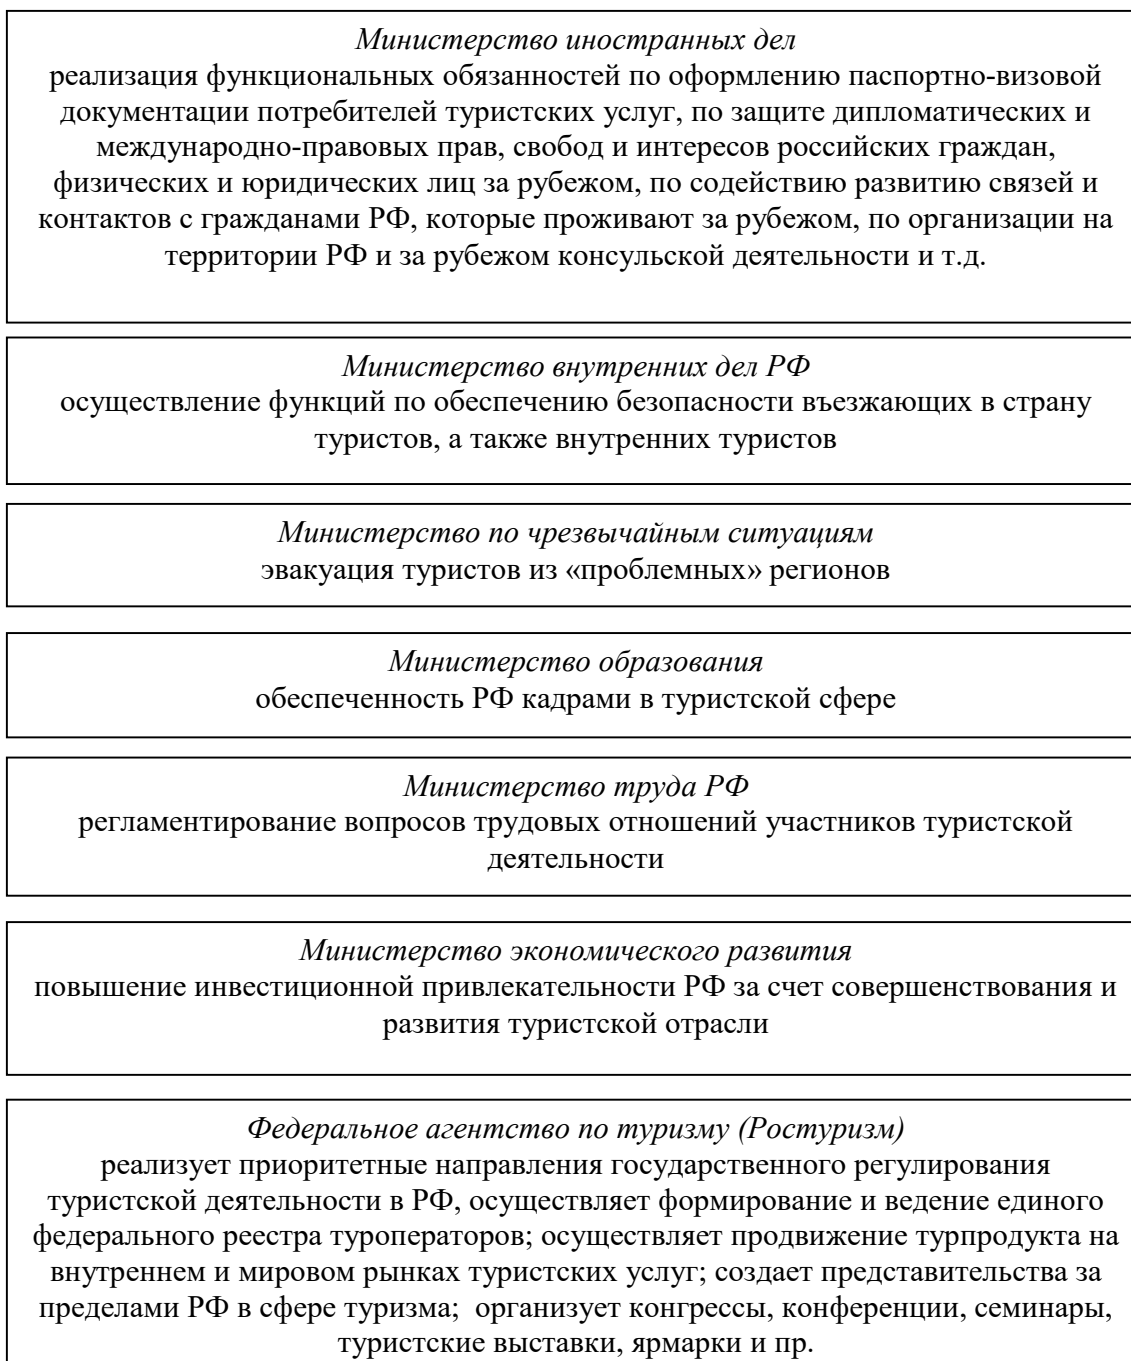 Министерство иностранных дел
реализация функциональных обязанностей по оформлению паспортно-визовой
документации потребителей туристских услуг, по защите дипломатических и
международно-правовых прав, свобод и интересов российских граждан,
физических и юридических лиц за рубежом, по содействию развитию связей и
контактов с гражданами РФ, которые проживают за рубежом, по организации на
территории РФ и за рубежом консульской деятельности и т.д.
Министерство внутренних дел РФ
осуществление функций по обеспечению безопасности въезжающих в страну
туристов, а также внутренних туристов
Министерство по чрезвычайным ситуациям
эвакуация туристов из «проблемных» регионов
Министерство образования
обеспеченность РФ кадрами в туристской сфере
Министерство труда РФ
регламентирование вопросов трудовых отношений участников туристской
деятельности
Министерство экономического развития
повышение инвестиционной привлекательности РФ за счет совершенствования и
развития туристской отрасли
Федеральное агентство по туризму (Ростуризм)
реализует приоритетные направления государственного регулирования
туристской деятельности в РФ, осуществляет формирование и ведение единого
федерального реестра туроператоров; осуществляет продвижение турпродукта на
внутреннем и мировом рынках туристских услуг; создает представительства за
пределами РФ в сфере туризма; организует конгрессы, конференции, семинары,
туристские выставки, ярмарки и пр.